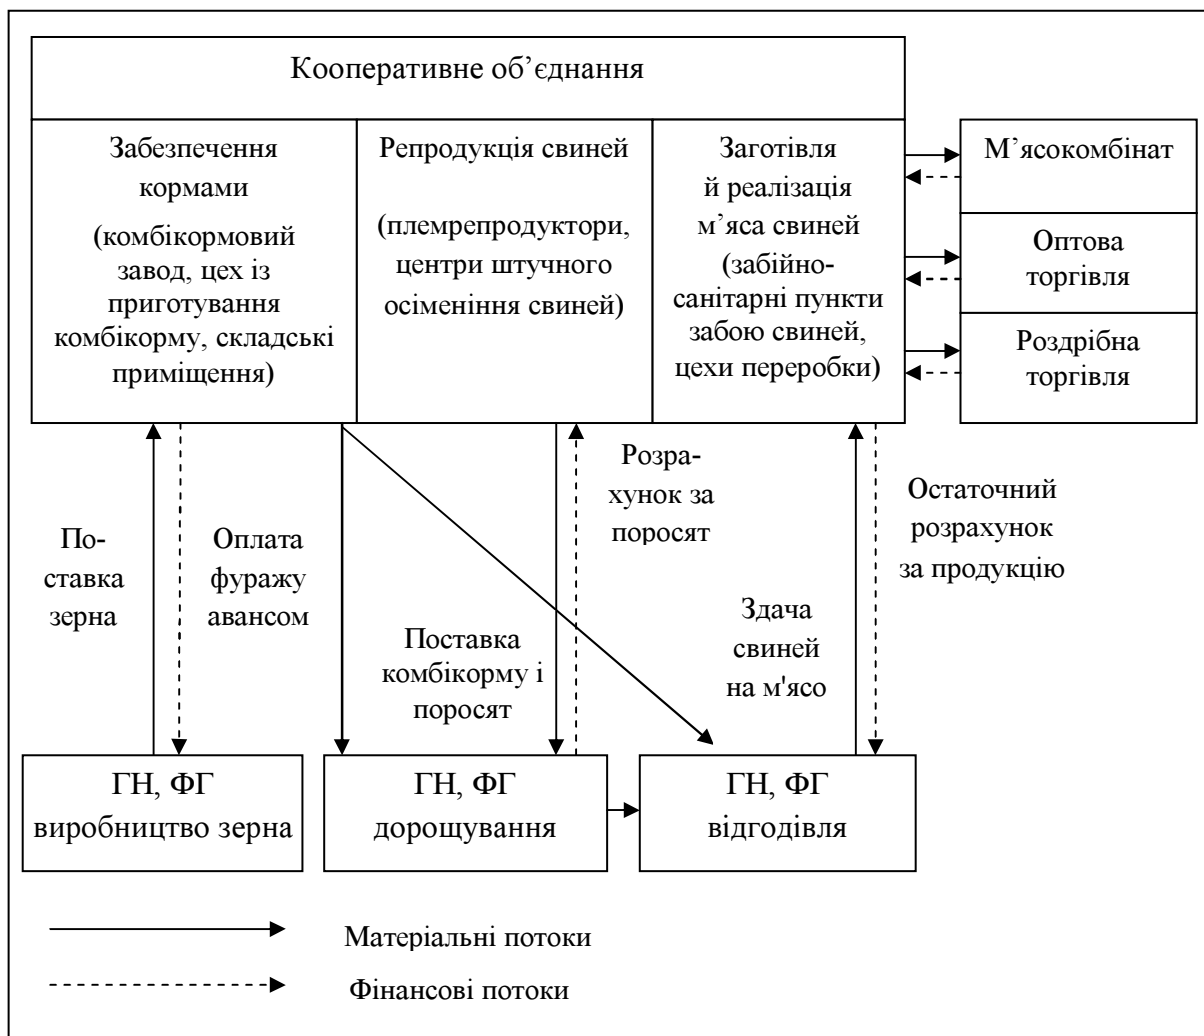 Кооперативне об’єднання
Забезпечення
кормами
(комбікормовий
завод, цех із
приготування
комбікорму, складські
приміщення)
Репродукція свиней
(племрепродуктори,
центри штучного
осіменіння свиней)
Заготівля
й реалізація
м’яса свиней
(забійно-
санітарні пункти
забою свиней,
цехи переробки)
М’ясокомбінат
Оптова
торгівля
Роздрібна
торгівля
По-
ставка
зерна
Оплата
фуражу
авансом
Поставка
комбікорму і
поросят
Розра-
хунок за
поросят
Здача
свиней
на м'ясо
Остаточний
розрахунок
за продукцію
ГН, ФГ
виробництво зерна
ГН, ФГ
дорощування
ГН, ФГ
відгодівля
Матеріальні потоки
Фінансові потоки